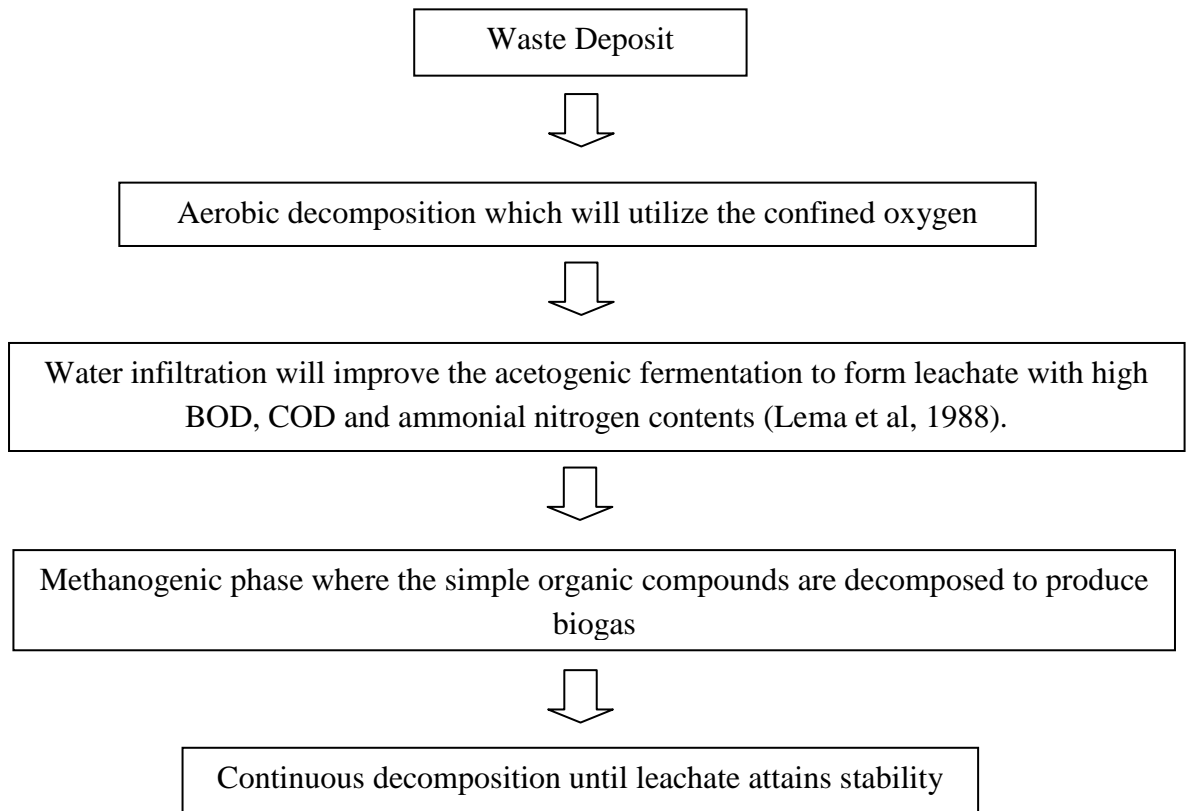 Waste Deposit
Aerobic decomposition which will utilize the confined oxygen
Water infiltration will improve the acetogenic fermentation to form leachate with high
BOD, COD and ammonial nitrogen contents (Lema et al, 1988).
Methanogenic phase where the simple organic compounds are decomposed to produce
biogas
Continuous decomposition until leachate attains stability